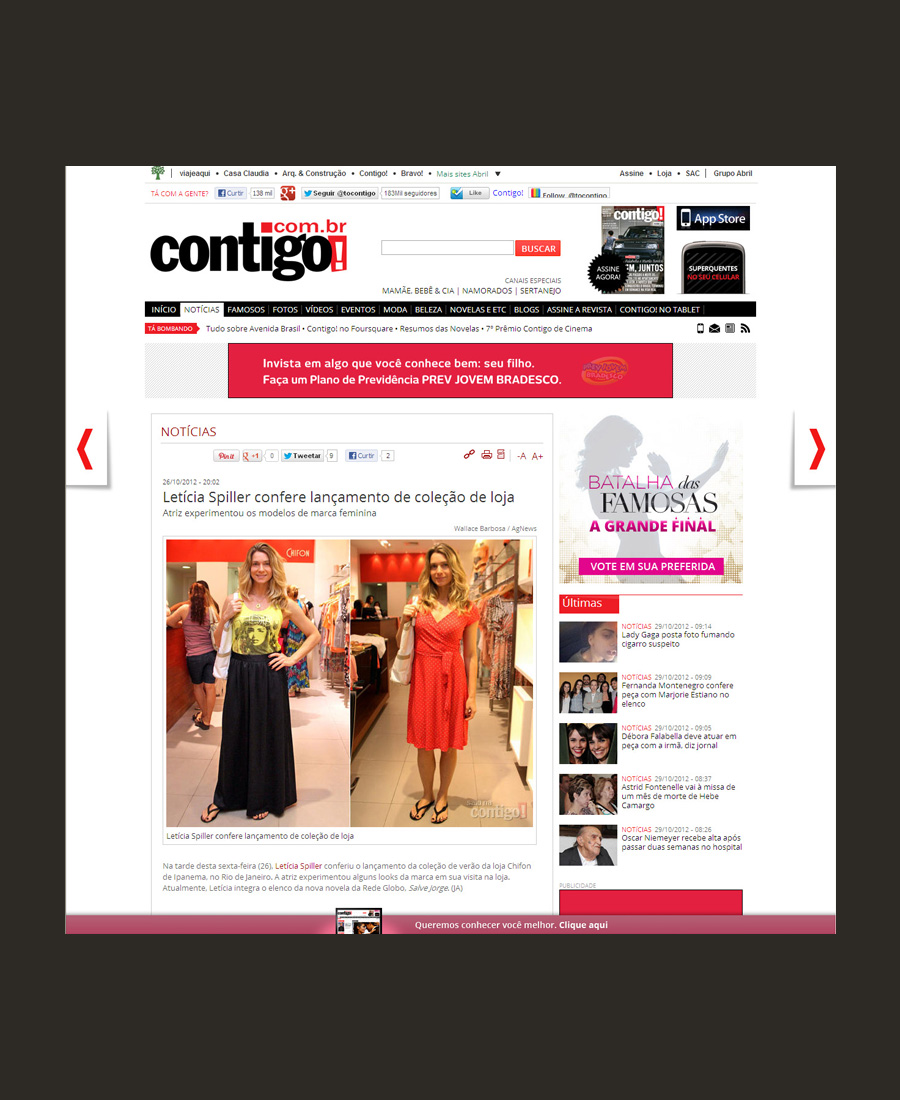 viajeaqui • Casa Claudia • Arq. & Construção • Contigo! • Bravo! • Mais sites Abril ▼
Assine • Loja • SAC | Grupo Abril
TÁ COM A GENTE?
Curtir 138 mil
Seguir @tocontigo 183Mil seguidores
Like Contigo!
Follow @tocontigo
contigo!
com.br
BUSCAR
CANAIS ESPECIAIS
MAMÃE, BEBÊ & CIA | NAMORADOS | SERTANEJO
contigo!
ASSINE AGORA!
App Store
SUPERQUENTES
NO SEU CELULAR
INÍCIO NOTÍCIAS FAMOSOS FOTOS VÍDEOS EVENTOS MODA BELEZA NOVELAS E ETC BLOGS ASSINE A REVISTA CONTIGO! NO TABLET
TÁ BOMBANDO Tudo sobre Avenida Brasil • Contigo! no Foursquare • Resumos das Novelas • 7º Prêmio Contigo de Cinema
Invista em algo que você conhece bem: seu filho.
Faça um Plano de Previdência PREV JOVEM BRADESCO.
NOTÍCIAS
Pin it +1 0 Tweetar 9 Curtir 2
-A A+
26/10/2012 - 20:02
Letícia Spiller confere lançamento de coleção de loja
Atriz experimentou os modelos de marca feminina
Wallace Barbosa / AgNews
CHIFON
contigo!
Letícia Spiller confere lançamento de coleção de loja
Na tarde desta sexta-feira (26), Letícia Spiller conferiu o lançamento da coleção de verão da loja Chifon
de Ipanema, no Rio de Janeiro. A atriz experimentou alguns looks da marca em sua visita na loja.
Atualmente, Letícia integra o elenco da nova novela da Rede Globo, Salve Jorge. (JA)
BATALHA das
FAMOSAS
A GRANDE FINAL
VOTE EM SUA PREFERIDA
Últimas
NOTÍCIAS 29/10/2012 - 09:14
Lady Gaga posta foto fumando
cigarro suspeito
NOTÍCIAS 29/10/2012 - 09:09
Fernanda Montenegro confere
peça com Marjorie Estiano no
elenco
NOTÍCIAS 29/10/2012 - 09:05
Débora Falabella deve atuar em
peça com a irmã, diz jornal
NOTÍCIAS 29/10/2012 - 08:37
Astrid Fontenelle vai à missa de
um mês de morte de Hebe
Camargo
NOTÍCIAS 29/10/2012 - 08:26
Oscar Niemeyer recebe alta após
passar duas semanas no hospital
PUBLICIDADE
Queremos conhecer você melhor. Clique aqui